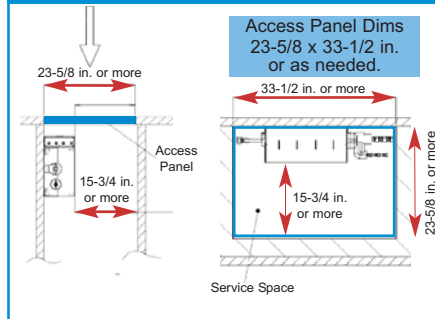 Access Panel Dims
23-5/8 x 33-1/2 in.
or as needed.
23-5/8 in. or more
33-1/2 in. or more
Access
Panel
15-3/4 in.
or more
15-3/4 in.
or more
23-5/8 in. or more
Service Space